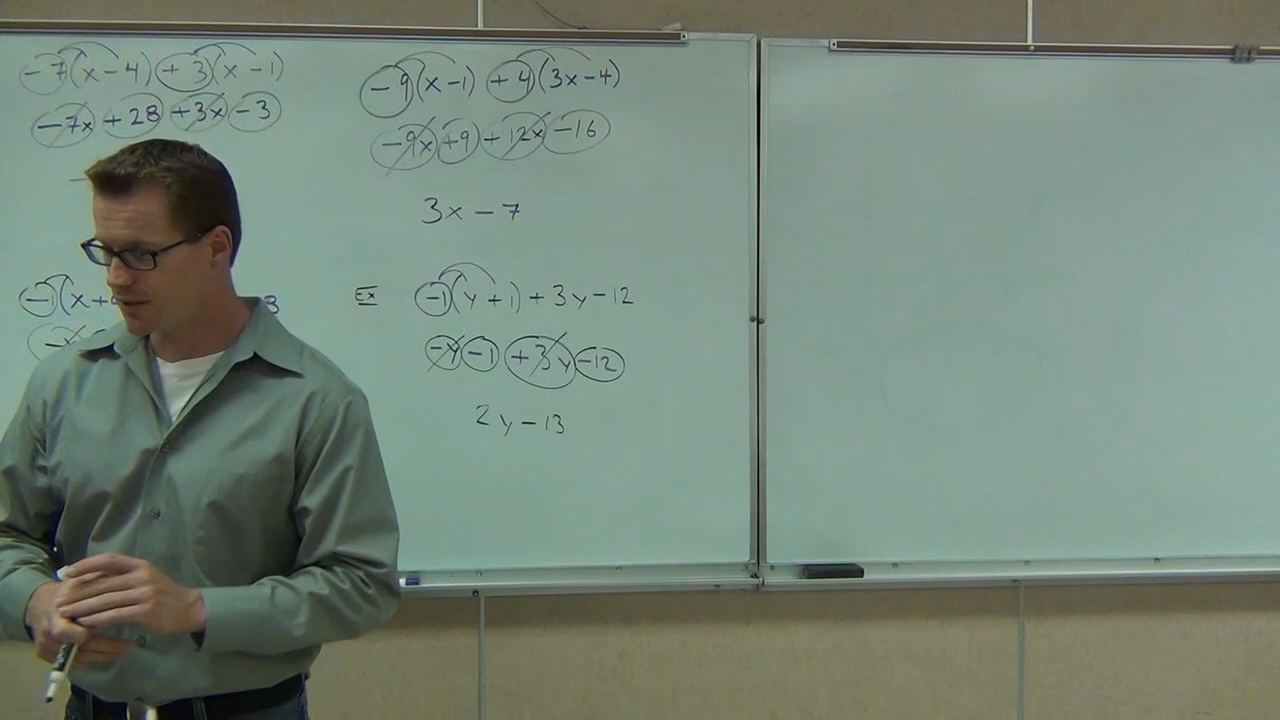 -7(x-4)+3(x-1)
-7x+28+3x-3
-1(x+
-x
-9(x-1)+4(3x-4)
-9x+9+12x-16
3x-7
Ex -1(y+1)+3y-12
-y-1+3y-12
2y-13